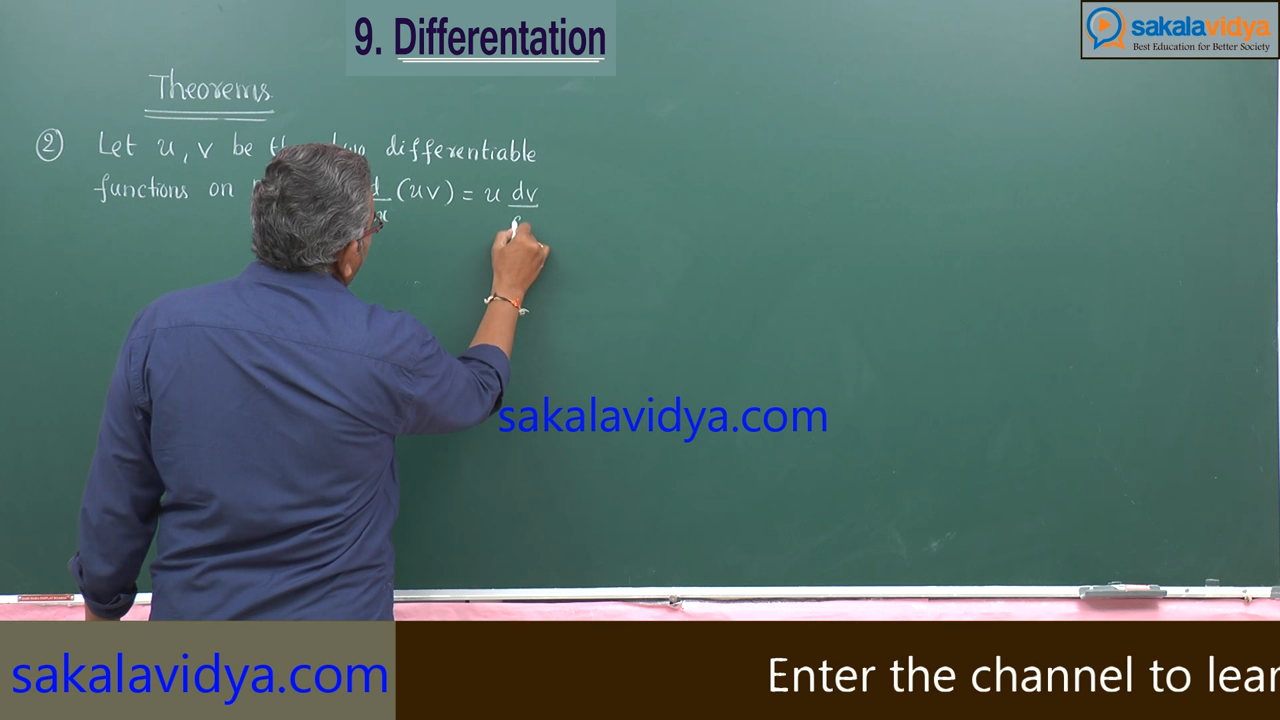 9. Differentation
sakalavidya
Best Education for Better Society
Theorems
2 Let u, v be differentiable
functions on (uv) = u dv
sakalavidya.com
sakalavidya.com
Enter the channel to lear